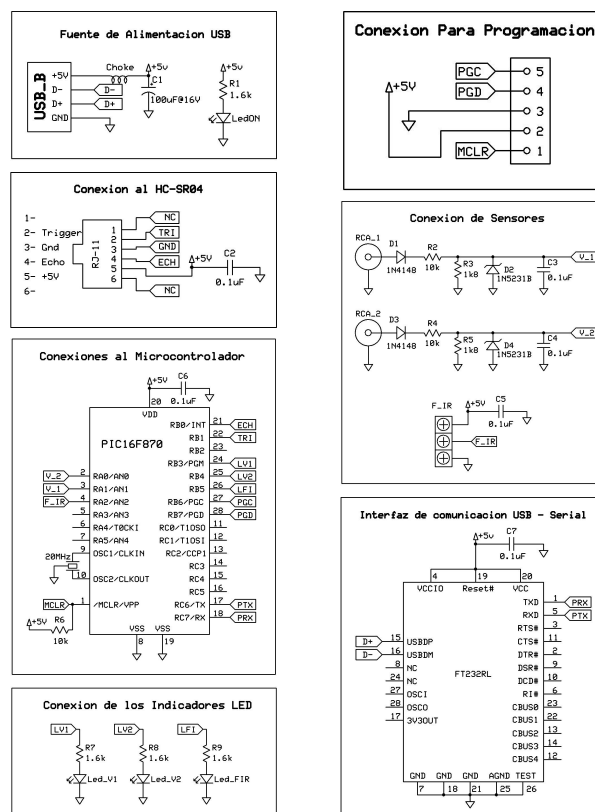 Fuente de Alimentacion USB
USB_B
+5V
D-
D+
GND
Choke
D-
D+
+5v
C1
100uF@16V
+5v
R1
1.6k
LedON
Conexion Para Programacion
+5V
PGC
PGD
MCLR
5
4
3
2
1
Conexion al HC-SR04
1-
2- Trigger
3- Gnd
4- Echo
5- +5V
6-
RJ-11
1
2
3
4
5
6
NC
TRI
GND
ECH
NC
+5V
C2
0.1uF
Conexion de Sensores
RCA_1
D1
1N4148
R2
10k
R3
1k8
D2
1N5231B
C3
0.1uF
V_1
RCA_2
D3
1N4148
R4
10k
R5
1k8
D4
1N5231B
C4
0.1uF
V_2
F_IR
+5V
C5
0.1uF
F_IR
Conexiones al Microcontrolador
+5V
C6
0.1uF
20
VDD
PIC16F870
V_2 2 RA0/AN0
V_1 3 RA1/AN1
F_IR 4 RA2/AN2
5 RA3/AN3
6 RA4/T0CKI
7 RA5/AN4
9 OSC1/CLKIN
20MHz
10 OSC2/CLKOUT
MCLR 1 /MCLR/VPP
+5V R6
10k
RB0/INT 21 ECH
RB1 22 TRI
RB2 23
RB3/PGM 24 LV1
RB4 25 LV2
RB5 26 LFI
RB6/PGC 27 PGC
RB7/PGD 28 PGD
RC0/T1OSO 11
RC1/T1OSI 12
RC2/CCP1 13
RC3 14
RC4 15
RC5 16
RC6/TX 17 PTX
RC7/RX 18 PRX
VSS VSS
8 19
Interfaz de comunicacion USB - Serial
+5v
C7
0.1uF
4 19 20
VCCIO Reset# VCC
FT232RL
D+ 15 USBDP
D- 16 USBDM
8 NC
24 NC
27 OSCI
28 OSCO
17 3V3OUT
TXD 1 PRX
RXD 5 PTX
RTS# 3
CTS# 11
DTR# 2
DSR# 9
DCD# 10
RI# 6
CBUS0 23
CBUS1 22
CBUS2 13
CBUS3 14
CBUS4 12
GND GND GND AGND TEST
7 18 21 25 26
Conexion de los Indicadores LED
LV1
R7
1.6k
Led_V1
LV2
R8
1.6k
Led_V2
LFI
R9
1.6k
Led_FIR